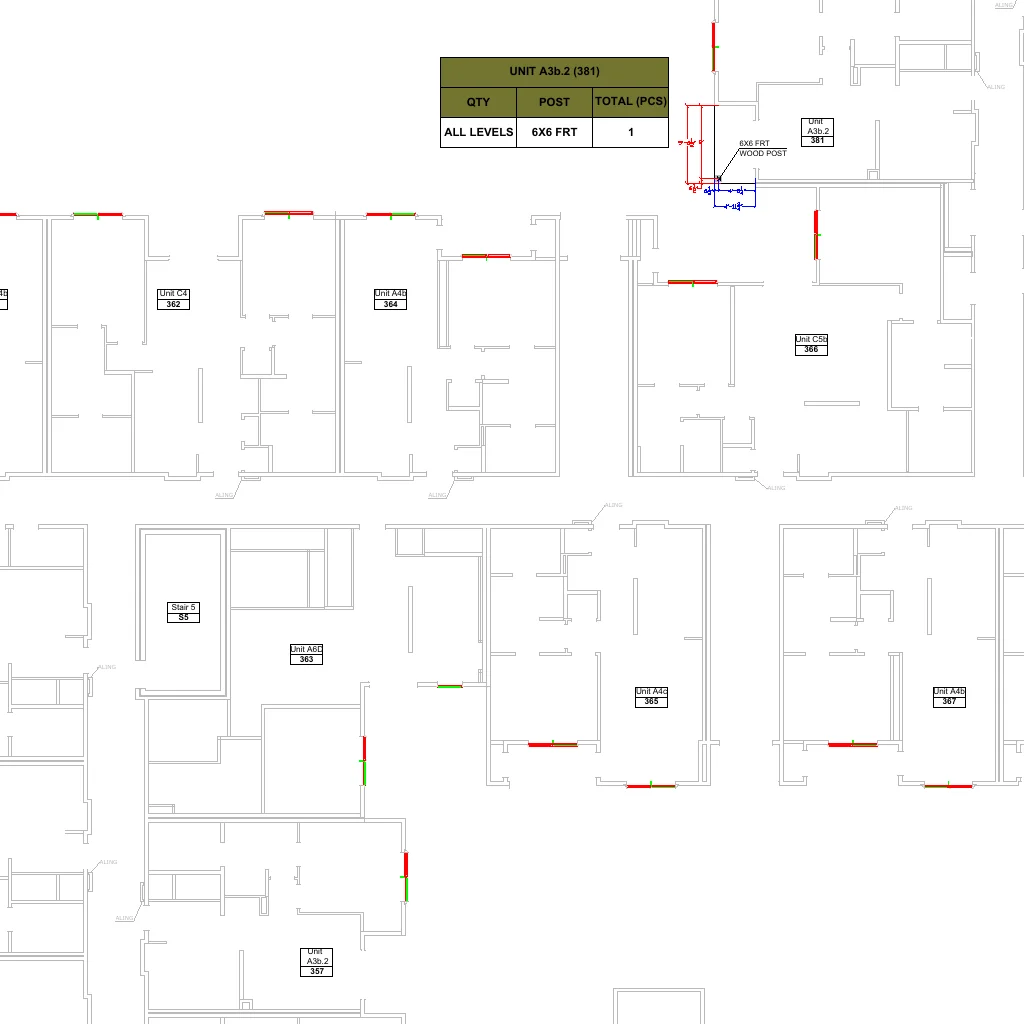 ALING
UNIT A3b.2 (381)
QTY POST TOTAL (PCS)
ALL LEVELS 6X6 FRT 1
ALING
Unit
A3b.2
381
6X6 FRT
WOOD POST
Unit C4
362
Unit A4b
364
Unit C5b
366
ALING
ALING
ALING
ALING
ALING
Stair 5
S5
Unit A6D
363
ALING
Unit A4c
365
Unit A4b
367
ALING
ALING
Unit
A3b.2
357